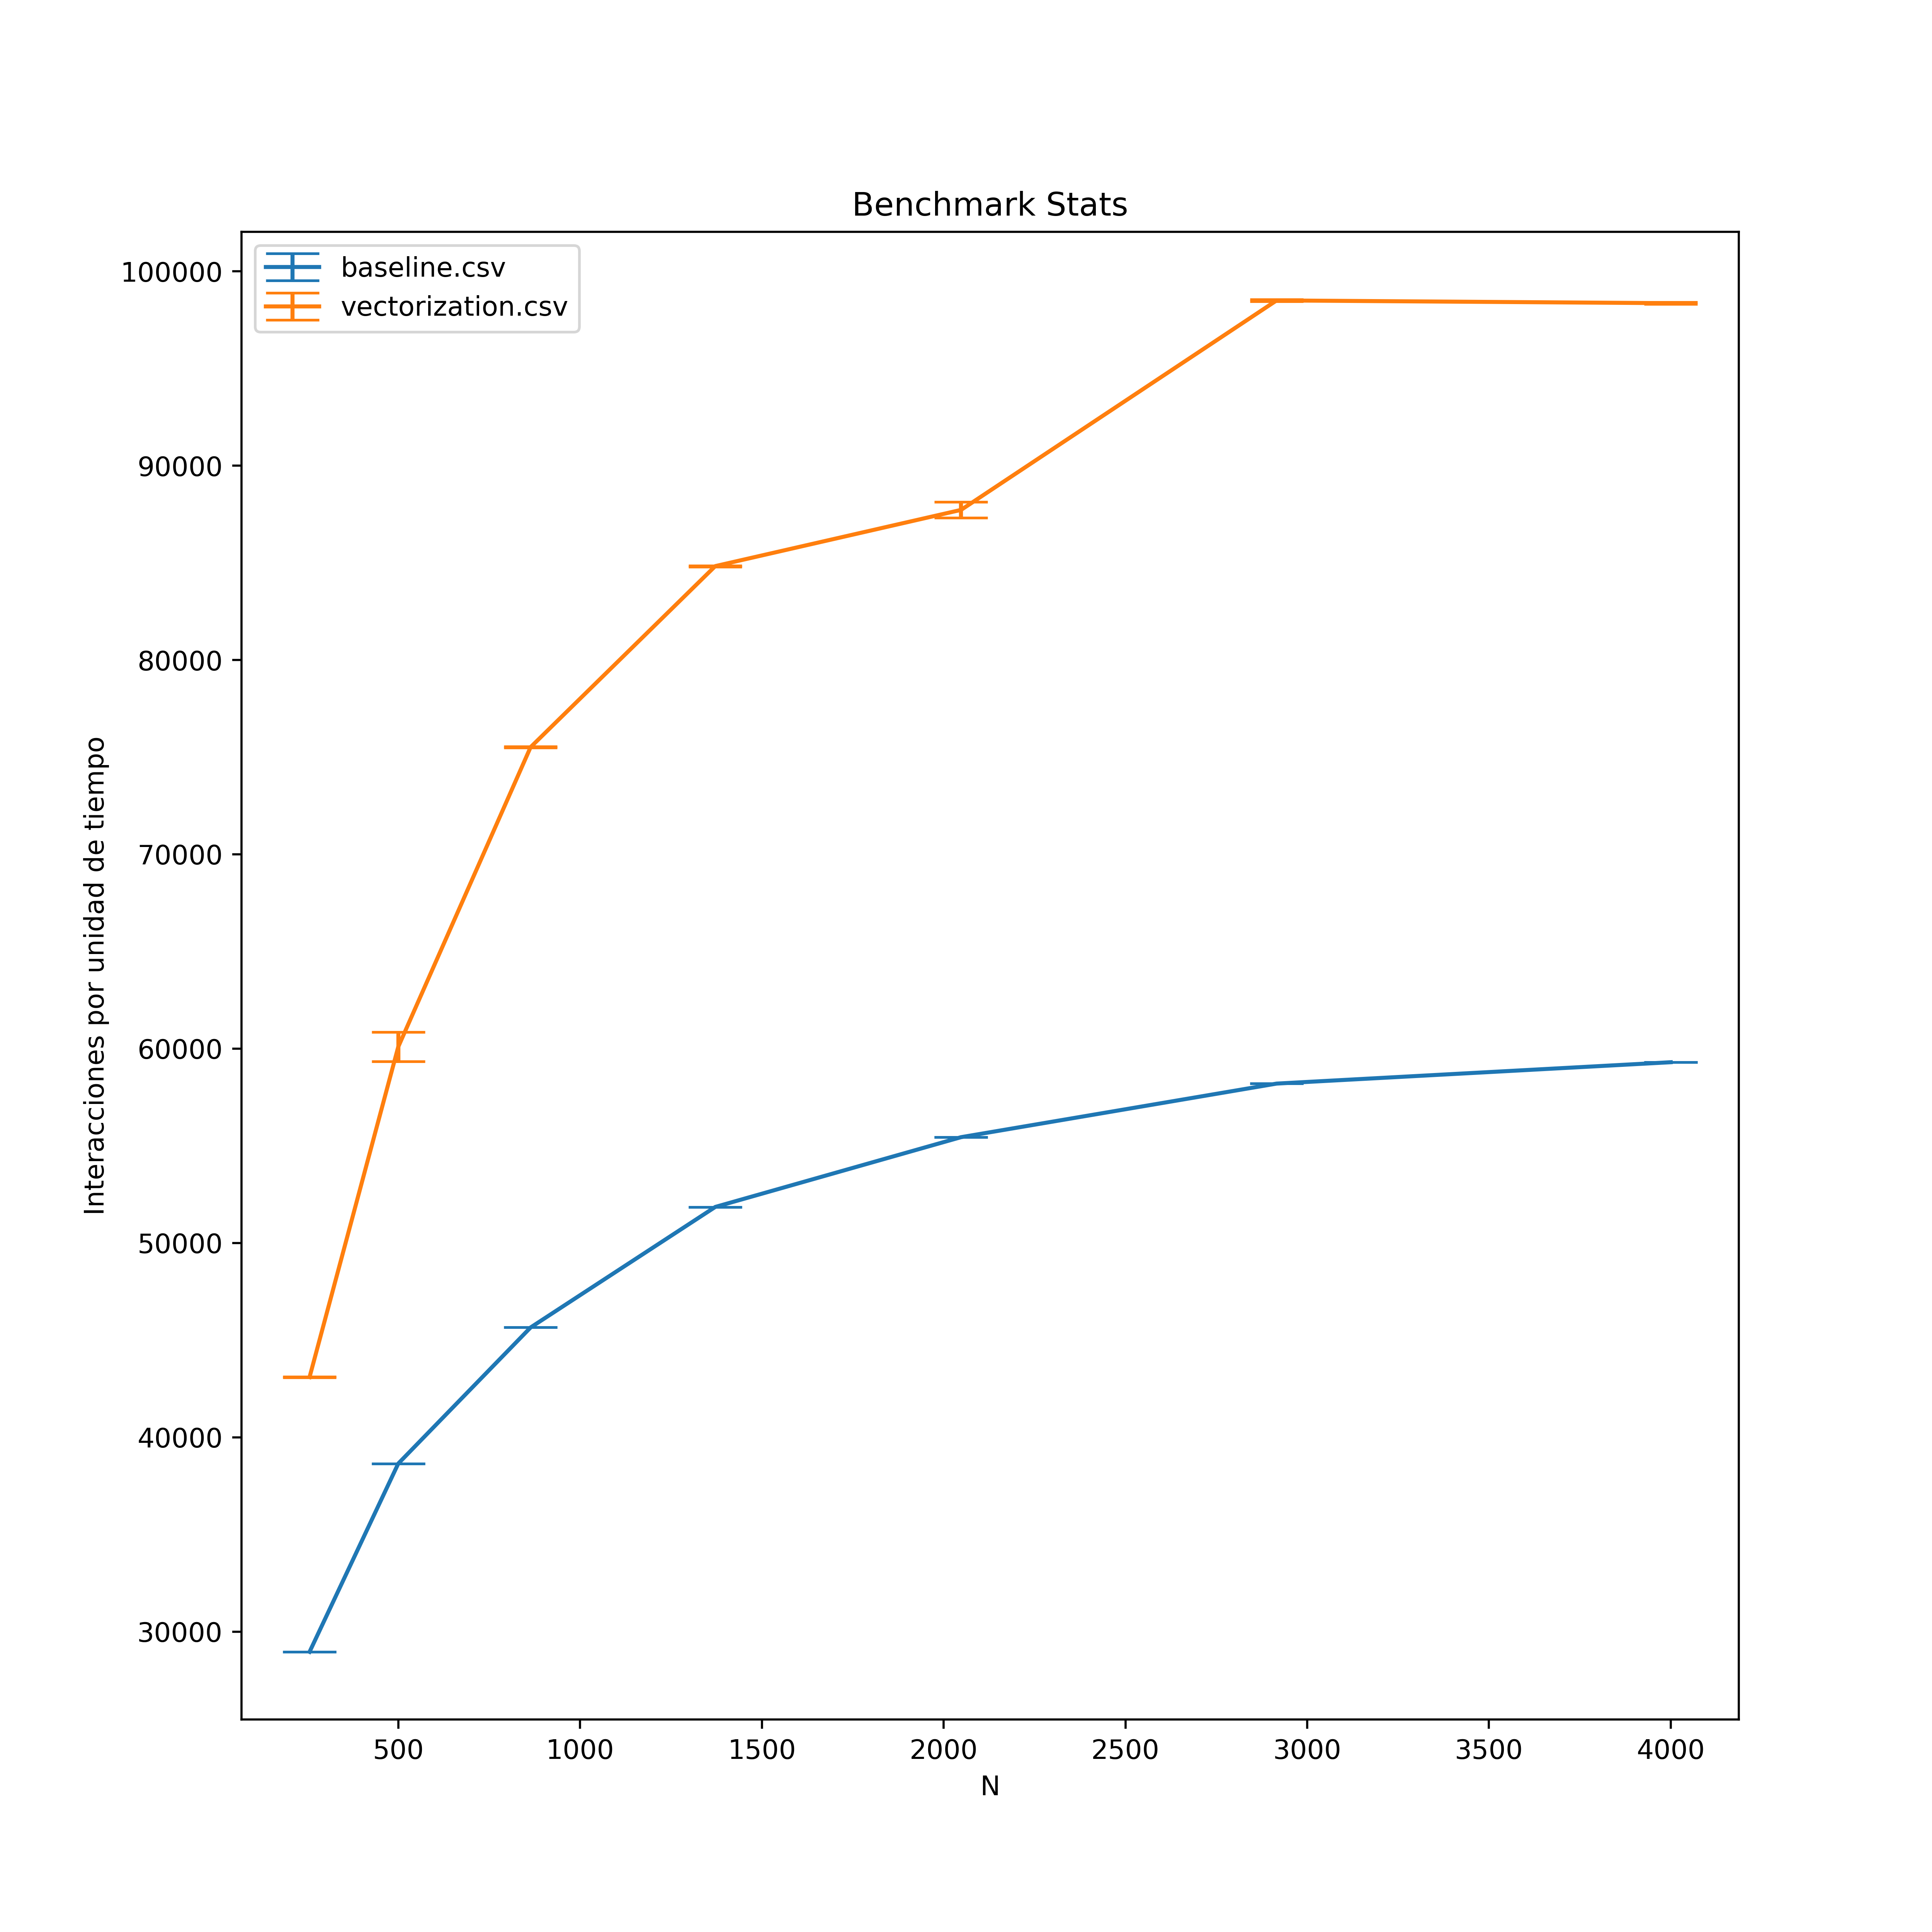 Benchmark Stats
baseline.csv
vectorization.csv
100000
90000
80000
70000
60000
50000
40000
30000
Interacciones por unidad de tiempo
500 1000 1500 2000 2500 3000 3500 4000
N